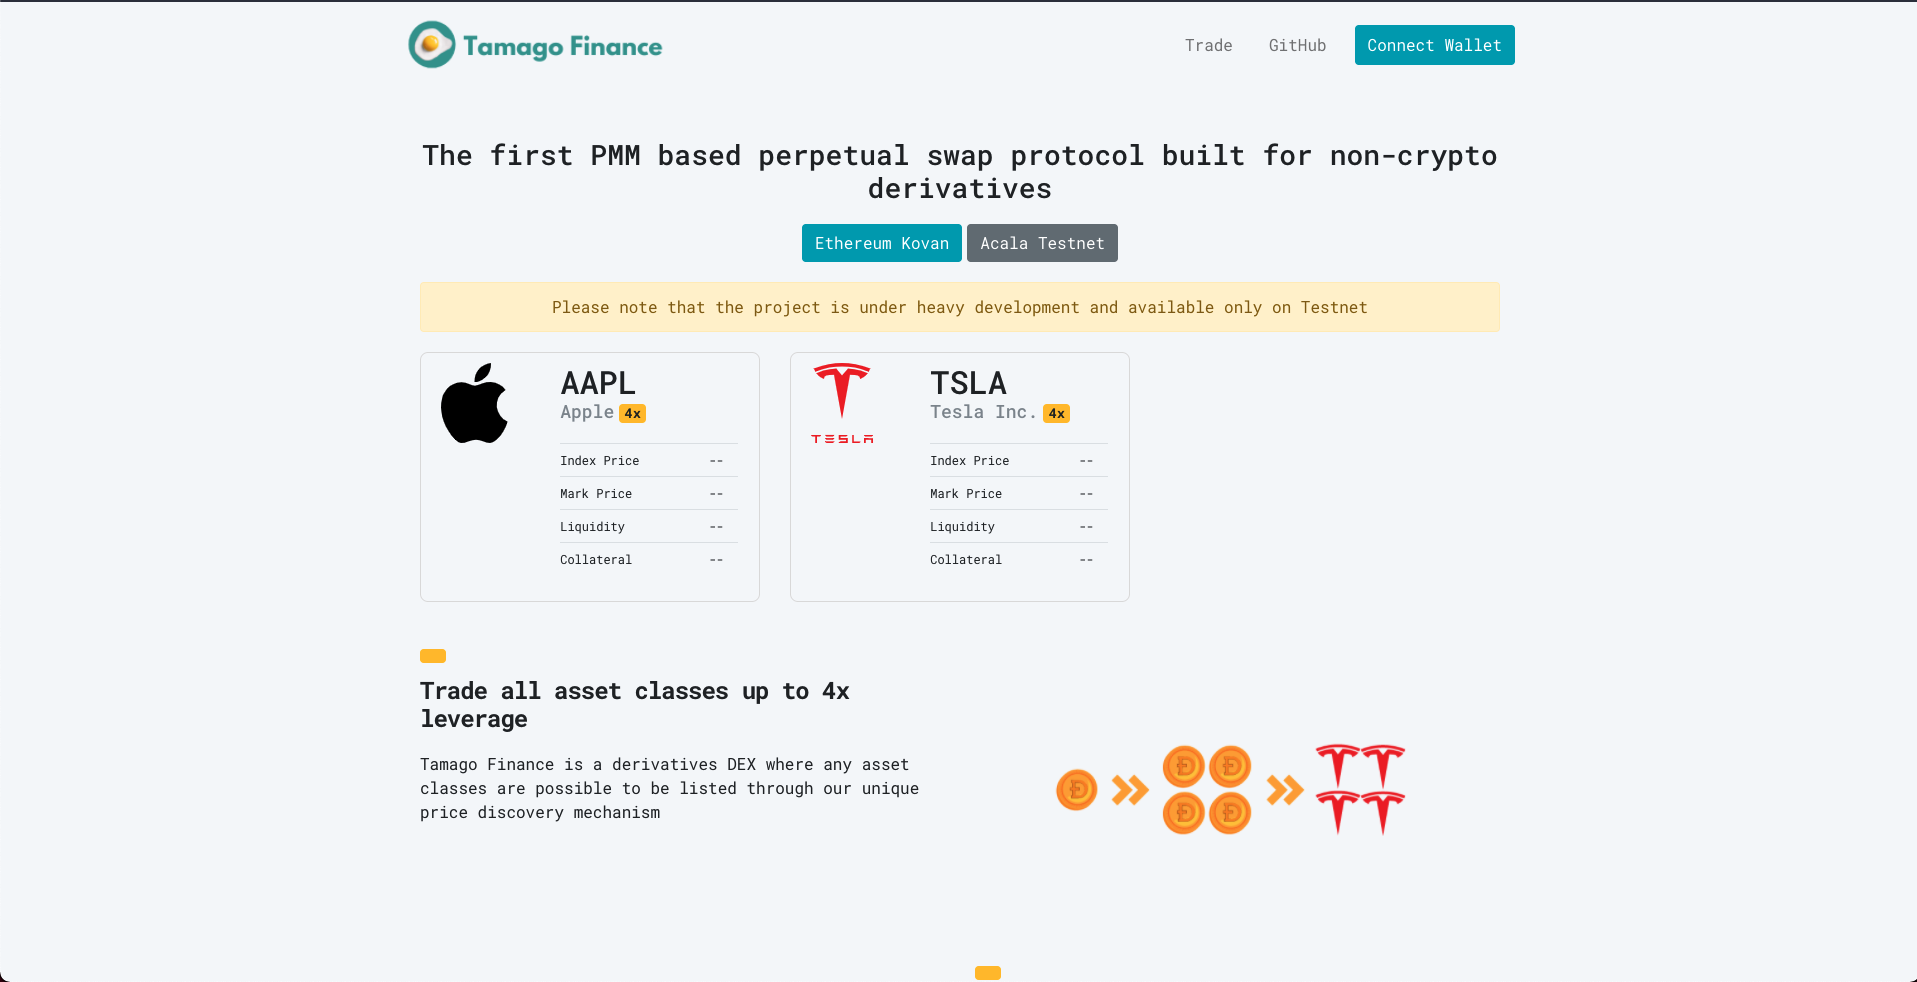 Tamago Finance
Trade
GitHub
Connect Wallet
The first PMM based perpetual swap protocol built for non-crypto
derivatives
Ethereum Kovan
Acala Testnet
Please note that the project is under heavy development and available only on Testnet
AAPL
Apple 4x
Index Price --
Mark Price --
Liquidity --
Collateral --
TESLA
TSLA
Tesla Inc. 4x
Index Price --
Mark Price --
Liquidity --
Collateral --
Trade all asset classes up to 4x
leverage
Tamago Finance is a derivatives DEX where any asset
classes are possible to be listed through our unique
price discovery mechanism